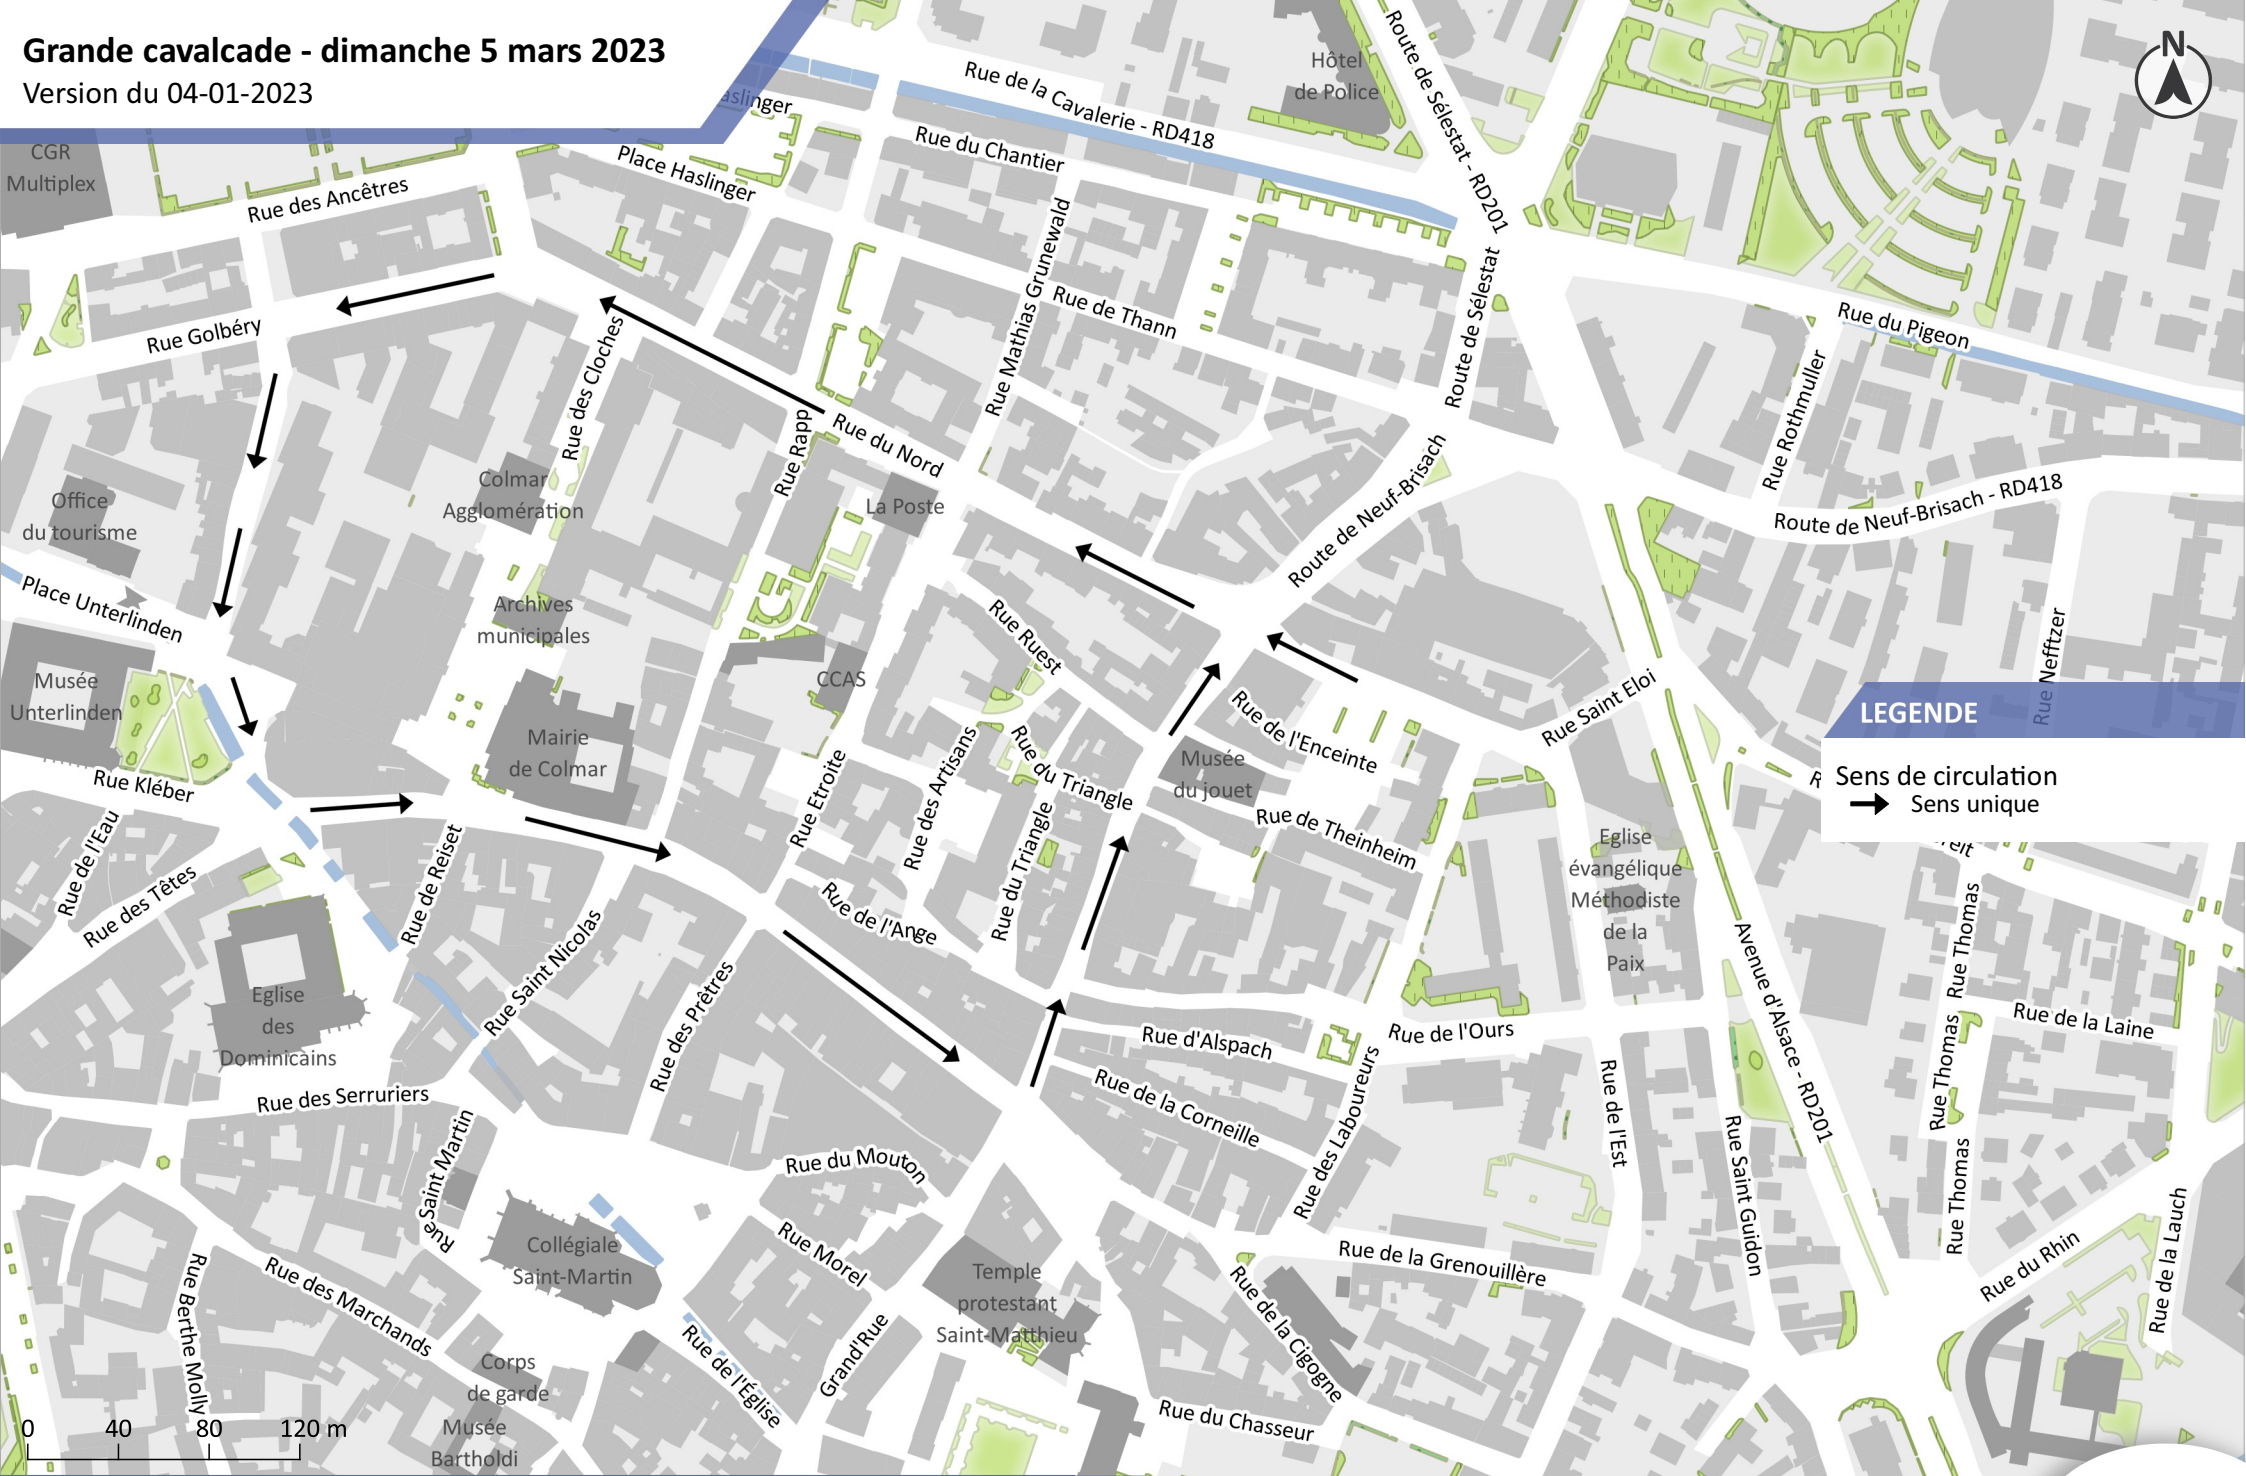 Grande cavalcade - dimanche 5 mars 2023
Version du 04-01-2023
N
Hôtel
de Police
Route de Sélestat - RD201
Rue de la Cavalerie - RD418
aslinger
Rue du Chantier
Place Haslinger
CGR
Multiplex
Rue des Ancêtres
Rue Golbéry
Rue des Cloches
Rue Mathias Grunewald
Rue de Thann
Route de Sélestat
Rue du Pigeon
Rue Rothmuller
Rue Rapp
Rue du Nord
Route de Neuf-Brisach
Route de Neuf-Brisach - RD418
Office
du tourisme
Colmar
Agglomération
La Poste
Place Unterlinden
Archives
municipales
Rue Ruest
Rue Nefftzer
CCAS
Musée
Unterlinden
Rue Saint Eloi
Rue de l'Enceinte
LEGENDE
Sens de circulation
Sens unique
Mairie
de Colmar
Rue Kléber
Rue Etroite
Rue des Artisans
Rue du Triangle
Rue du Triangle
Musée
du jouet
Rue de Theinheim
Rue de l'Eau
Rue des Têtes
Rue de Reiset
Rue de l'Ange
Eglise
évangélique
Méthodiste
de la
Paix
Rue Saint Nicolas
Rue des Prêtres
Avenue d'Alsace - RD201
Rue Thomas
Rue Thomas
Rue Thomas
Rue de la Laine
Eglise
des
Dominicains
Rue d'Alspach
Rue de l'Ours
Rue de la Corneille
Rue des Laboureurs
Rue de l'Est
Rue Saint Guidon
Rue des Serruriers
Rue Saint Martin
Rue du Mouton
Rue Morel
Collégiale
Saint-Martin
Temple
protestant
Saint-Matthieu
Rue de la Grenouillère
Rue de la Cigogne
Rue du Rhin
Rue de la Lauch
Rue Berthe Molly
Rue des Marchands
Rue de l'Église
Grand'Rue
Corps
de garde
Musée
Bartholdi
Rue du Chasseur
0 40 80 120 m